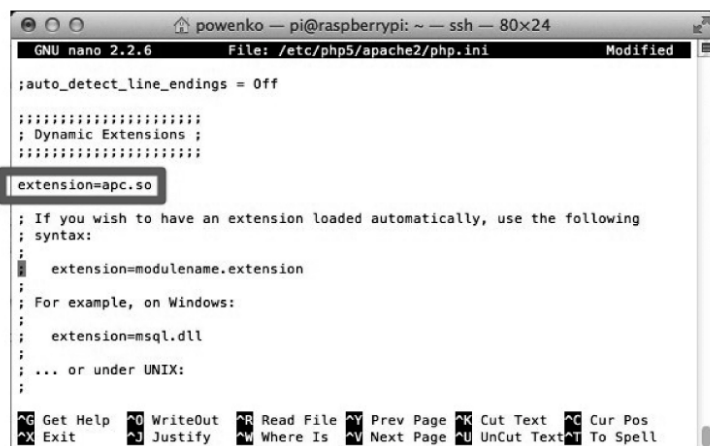 powenko — pi@raspberrypi: ~ — ssh — 80×24
GNU nano 2.2.6 File: /etc/php5/apache2/php.ini Modified
;auto_detect_line_endings = Off
;;;;;;;;;;;;;;;;;;;;;;
; Dynamic Extensions ;
;;;;;;;;;;;;;;;;;;;;;;
extension=apc.so
; If you wish to have an extension loaded automatically, use the following
; syntax:
;
;   extension=modulename.extension
;
; For example, on Windows:
;
;   extension=msql.dll
;
; ... or under UNIX:
;
^G Get Help ^O WriteOut ^R Read File ^Y Prev Page ^K Cut Text ^C Cur Pos
^X Exit ^J Justify ^W Where Is ^V Next Page ^U UnCut Text ^T To Spell